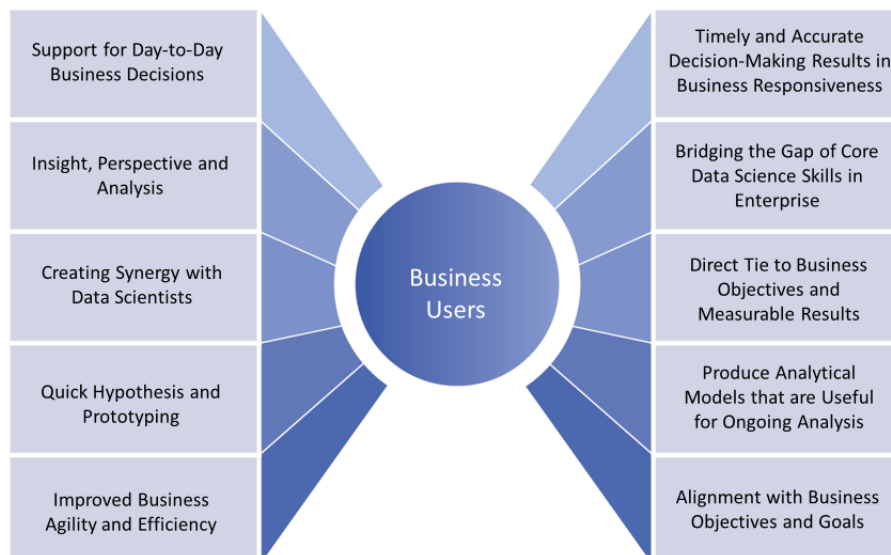 Support for Day-to-Day
Business Decisions
Insight, Perspective and
Analysis
Creating Synergy with
Data Scientists
Quick Hypothesis and
Prototyping
Improved Business
Agility and Efficiency
Business
Users
Timely and Accurate
Decision-Making Results in
Business Responsiveness
Bridging the Gap of Core
Data Science Skills in
Enterprise
Direct Tie to Business
Objectives and
Measurable Results
Produce Analytical
Models that are Useful
for Ongoing Analysis
Alignment with Business
Objectives and Goals